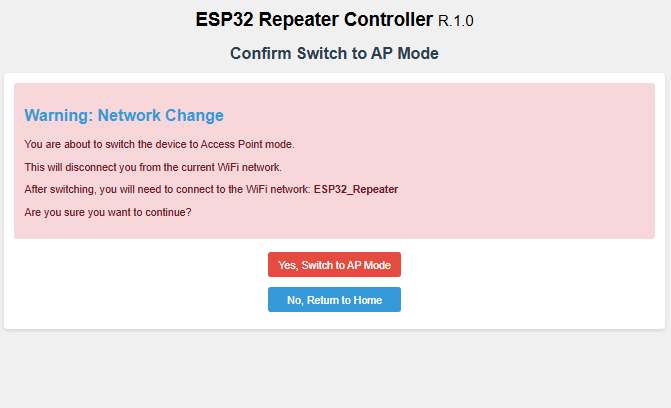 ESP32 Repeater Controller R.1.0
Confirm Switch to AP Mode
Warning: Network Change
You are about to switch the device to Access Point mode.
This will disconnect you from the current WiFi network.
After switching, you will need to connect to the WiFi network: ESP32_Repeater
Are you sure you want to continue?
Yes, Switch to AP Mode
No, Return to Home